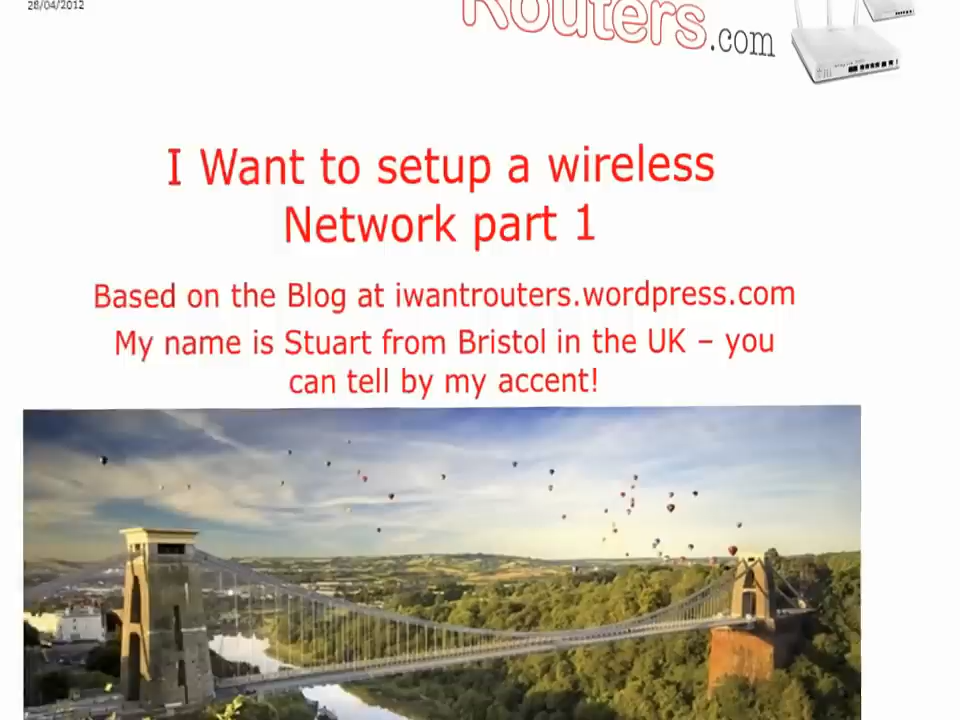 28/04/2012
Routers.com
I Want to setup a wireless
Network part 1
Based on the Blog at iwantrouters.wordpress.com
My name is Stuart from Bristol in the UK – you
can tell by my accent!